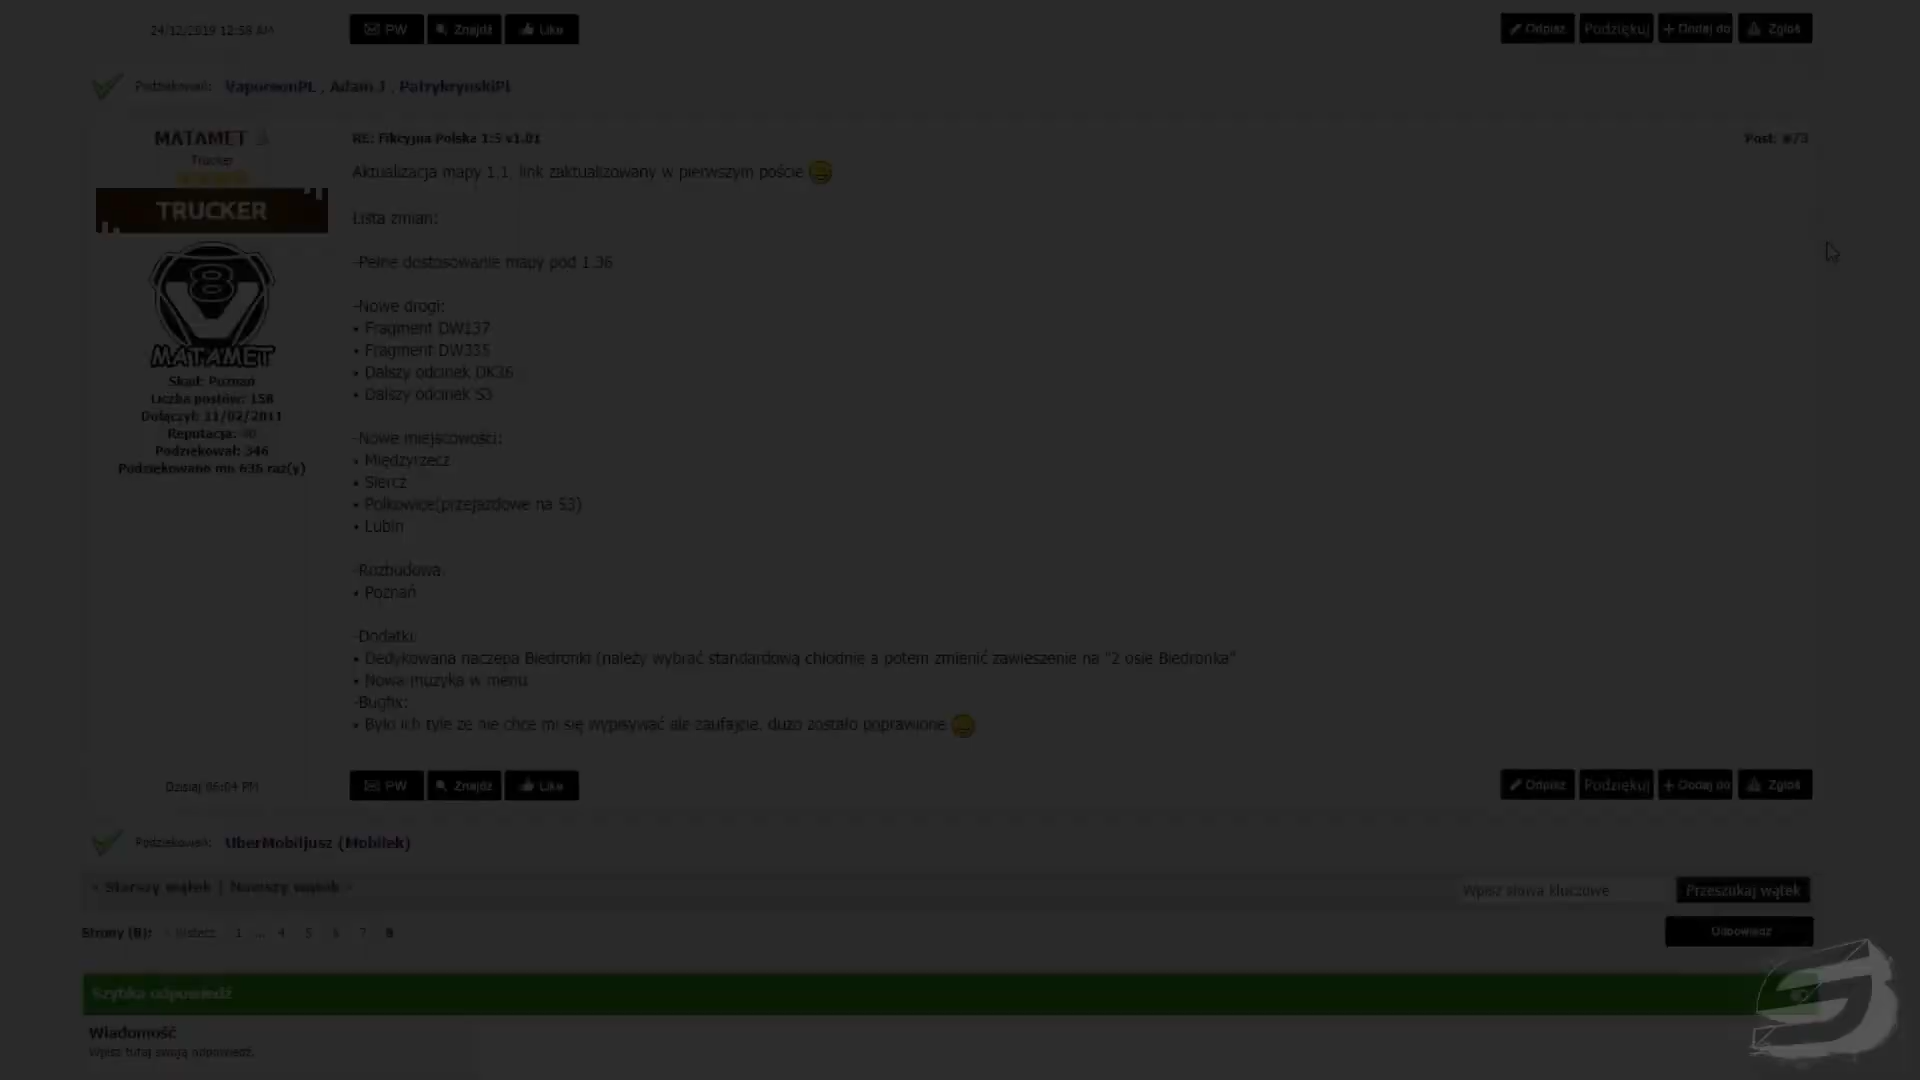 24/12/2019 12:58 AM
PW Znajdź Like
Odpisz Podziękuj + Dodaj do Zgłoś
Podziękowali: VaporeonPL , Adam J , PatrykrynskiPL
MATAMET
Trucker
TRUCKER
8
MATAMET
Skąd: Poznań
Liczba postów: 158
Dołączył: 11/02/2011
Reputacja:
Podziękował: 346
Podziękowano mu 635 raz(y)
RE: Fikcyjna Polska 1:5 v1.01
Post: #73
Aktualizacja mapy 1.1, link zaktualizowany w pierwszym poście
Lista zmian:
-Pełne dostosowanie mapy pod 1.36
-Nowe drogi:
• Fragment DW137
• Fragment DW335
• Dalszy odcinek DK36
• Dalszy odcinek S3
-Nowe miejscowości:
• Międzyrzecz
• Siercz
• Polkowice(przejazdowe na S3)
• Lubin
-Rozbudowa:
• Poznań
-Dodatki:
• Dedykowana naczepa Biedronki (należy wybrać standardową chłodnię a potem zmienić zawieszenie na "2 osie Biedronka"
• Nowa muzyka w menu
-Bugfix:
• Było ich tyle że nie chce mi się wypisywać ale zaufajcie, dużo zostało poprawione
Dzisiaj 06:04 PM
PW Znajdź Like
Odpisz Podziękuj + Dodaj do Zgłoś
Podziękowali: UberMobiljusz (Mobilek)
« Starszy wątek | Nowszy wątek »
Wpisz słowa kluczowe
Przeszukaj wątek
Strony (8): « Wstecz 1 ... 4 5 6 7 8
Odpowiedz
Szybka odpowiedź
Wiadomość
Wpisz tutaj swoją odpowiedź.